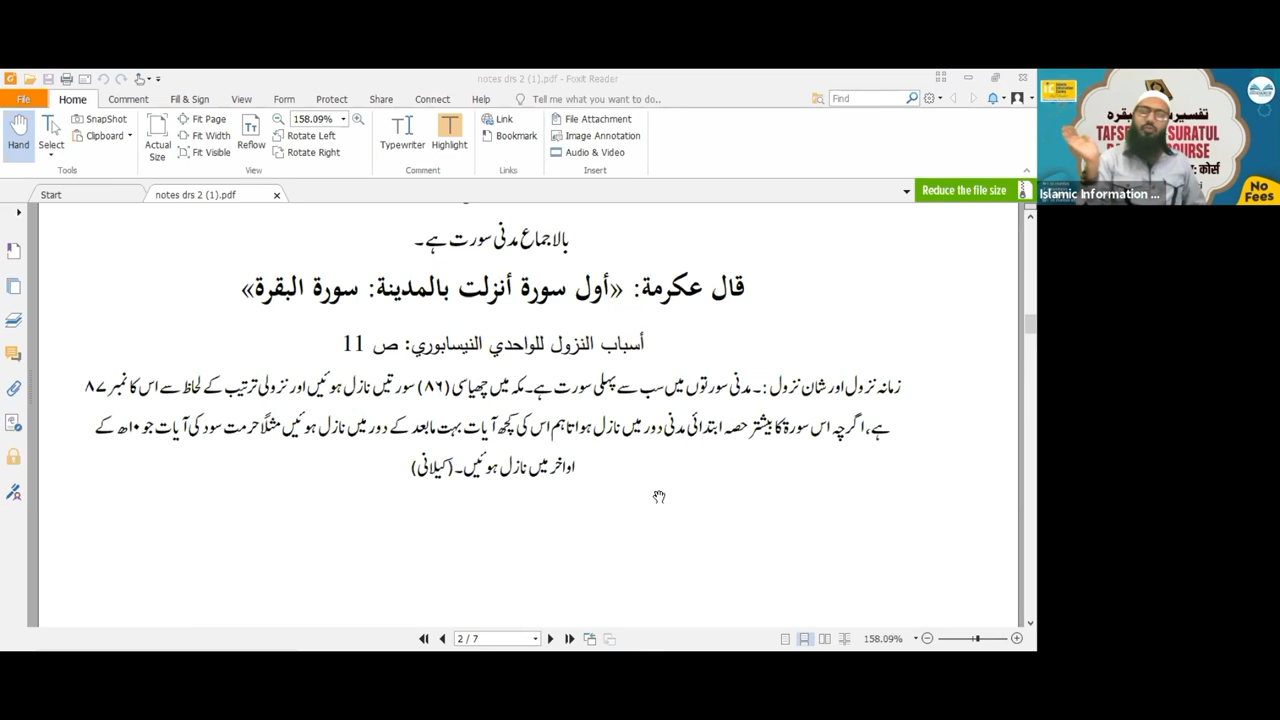 notes drs 2 (1).pdf - Foxit Reader
File Home Comment Fill & Sign View Form Protect Share Connect Help Tell me what you want to do.. Find
Hand
Select
SnapShot
Clipboard
Actual Size
Fit Page
Fit Width
Fit Visible
Reflow
158.09%
Rotate Left
Rotate Right
Typewriter
Highlight
Link
Bookmark
File Attachment
Image Annotation
Audio & Video
Tools View Comment Links Insert
Start notes drs 2 (1).pdf Reduce the file size
بالاجماع مدنی سورت ہے۔
قال عكرمة: «أول سورة أنزلت بالمدينة: سورة البقرة»
أسباب النزول للواحدي النيسابوري: ص 11
زمانہ نزول اور شان نزول :۔ مدنی سورتوں میں سب سے پہلی سورت ہے۔ مکہ میں چھیاسی (۸۶) سورتیں نازل ہوئیں اور نزولی ترتیب کے لحاظ سے اس کا نمبر ۸۷
ہے، اگرچہ اس سورۃ کا بیشتر حصہ ابتدائی مدنی دور میں نازل ہوا تاہم اس کی کچھ آیات بہت مابعد کے دور میں نازل ہوئیں مثلاً حرمت سود کی آیات جو ۱۰ھ کے
اواخر میں نازل ہوئیں۔ (کیلانی)
2 / 7
158.09%
تفسیر
بقرہ
TAFS SURATUL
URSE
कोर्स
Islamic Information ...
No Fees